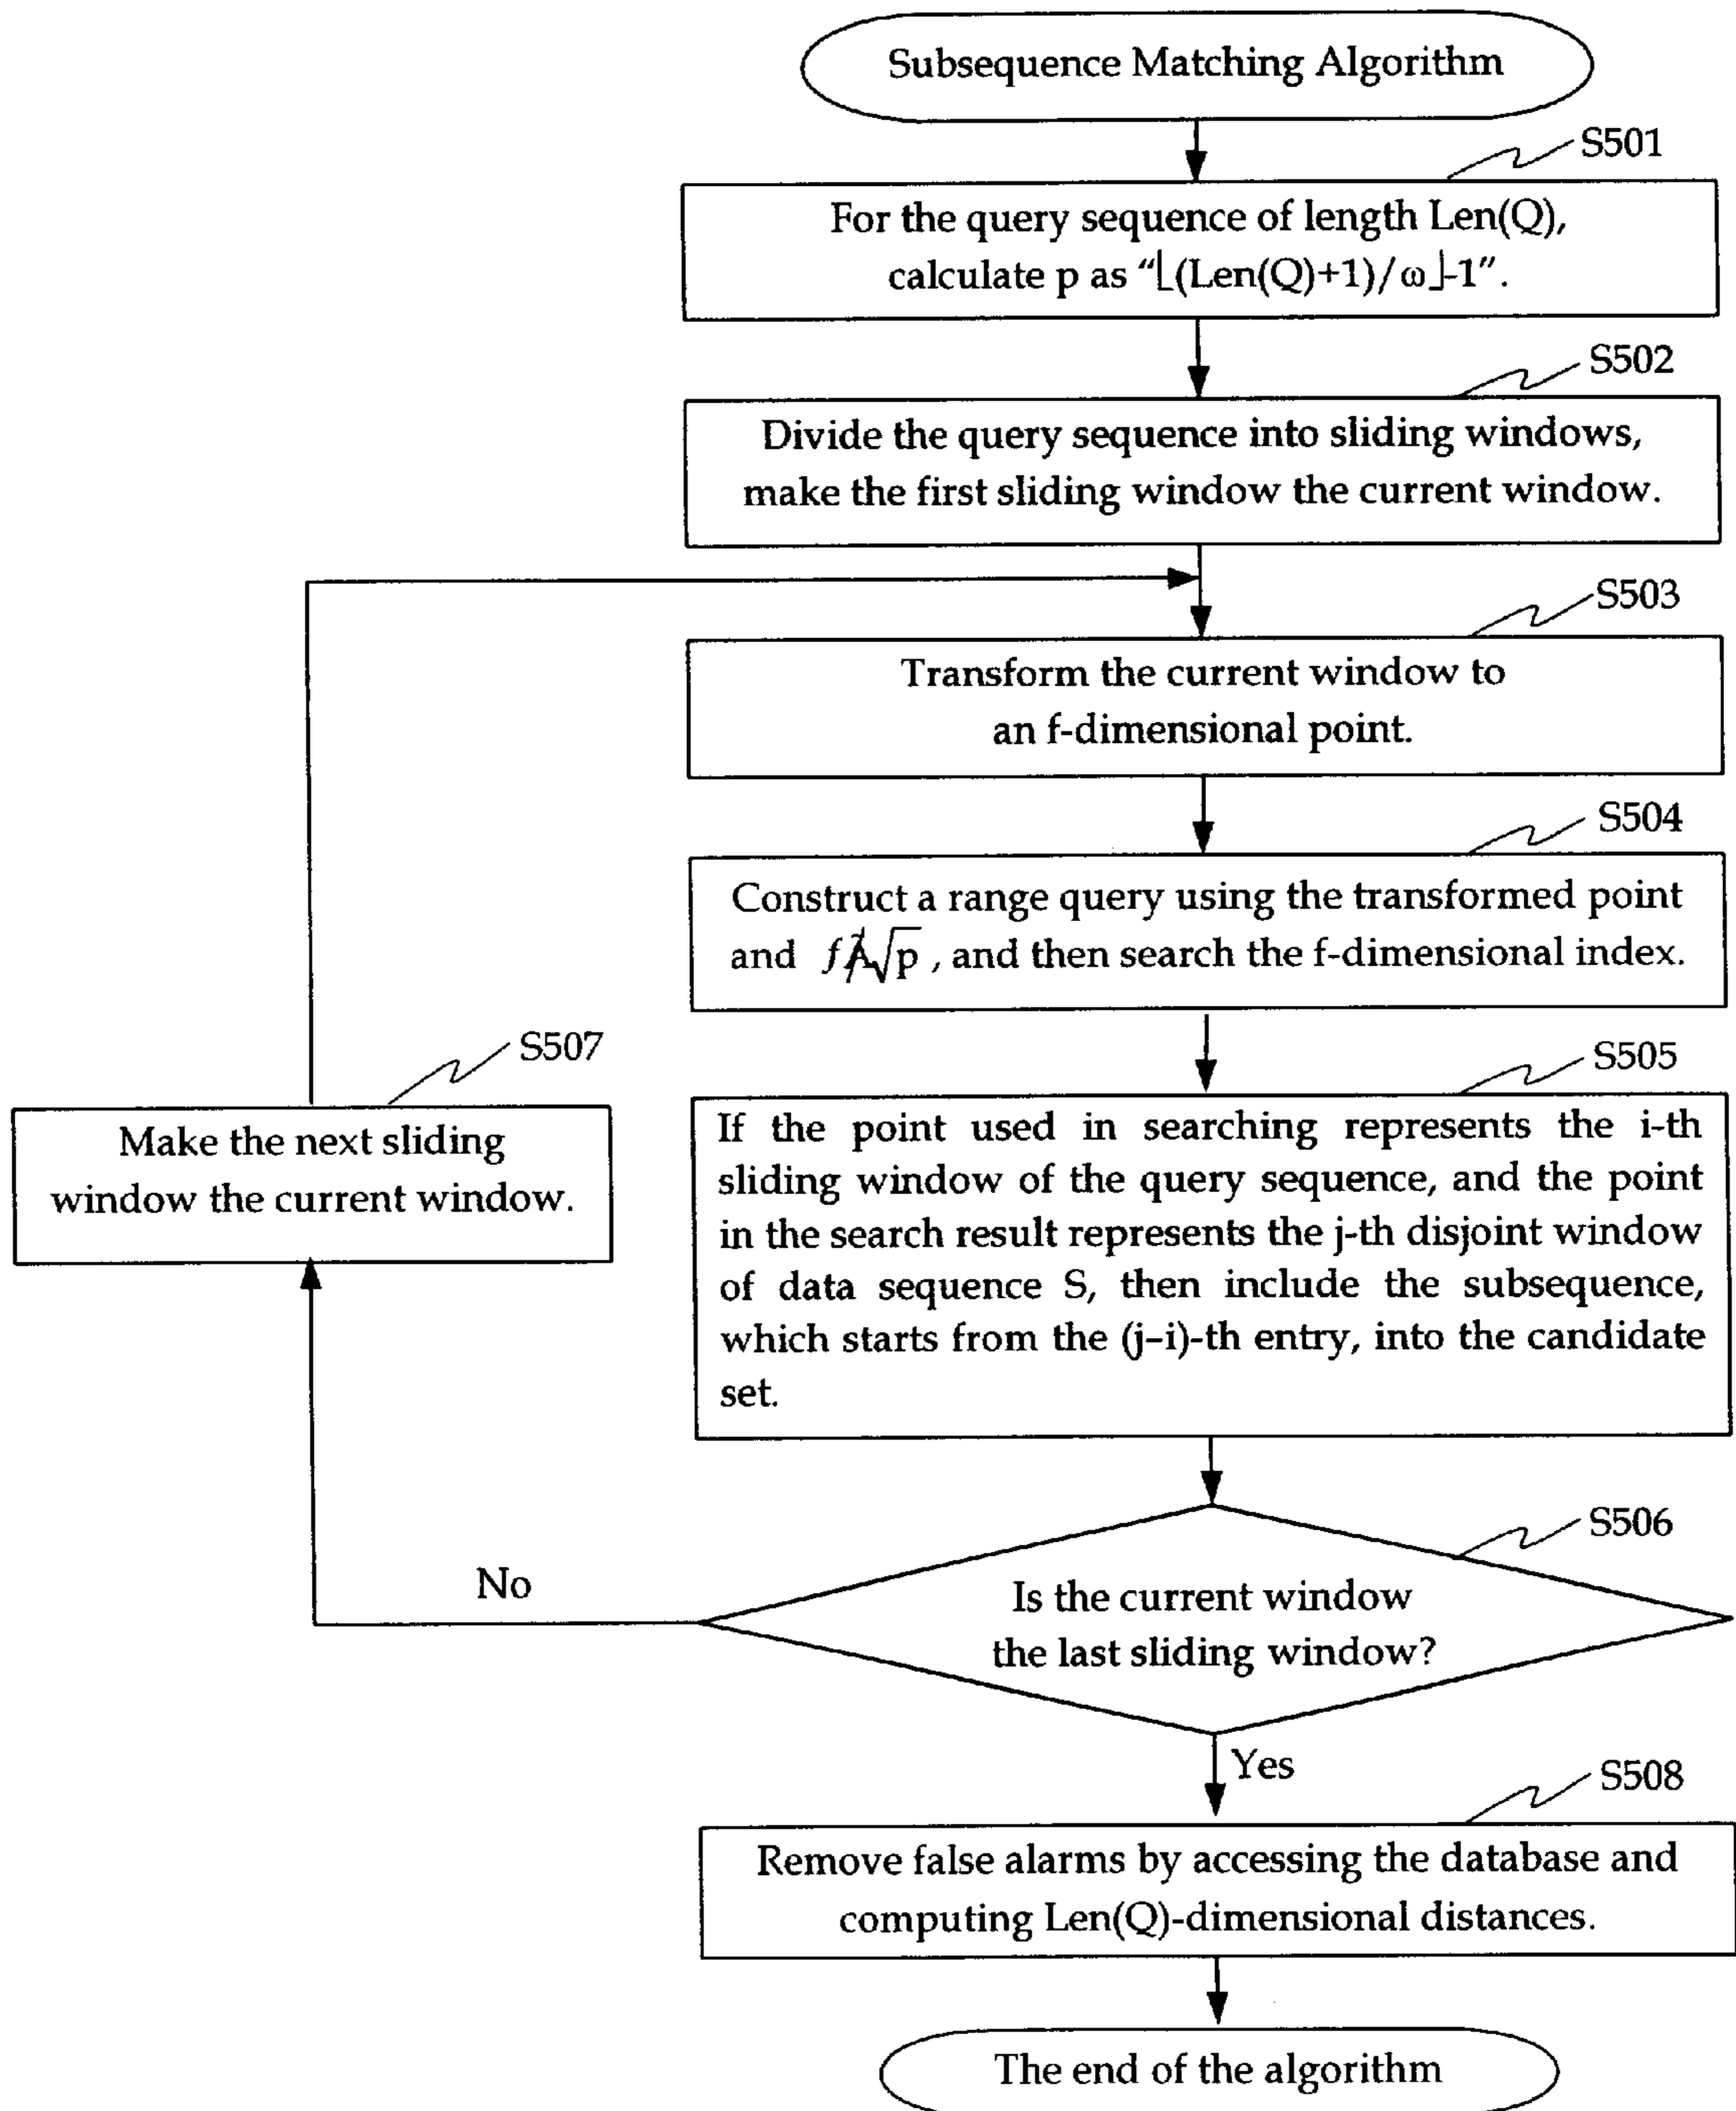 Subsequence Matching Algorithm
S501
For the query sequence of length Len(Q),
calculate p as “⌊(Len(Q)+1)/ω⌋-1”.
S502
Divide the query sequence into sliding windows,
make the first sliding window the current window.
S503
Transform the current window to
an f-dimensional point.
S504
Construct a range query using the transformed point
and √p , and then search the f-dimensional index.
S505
If the point used in searching represents the i-th
sliding window of the query sequence, and the point
in the search result represents the j-th disjoint window
of data sequence S, then include the subsequence,
which starts from the (j-i)-th entry, into the candidate
set.
S507
Make the next sliding
window the current window.
S506
Is the current window
the last sliding window?
No
Yes
S508
Remove false alarms by accessing the database and
computing Len(Q)-dimensional distances.
The end of the algorithm